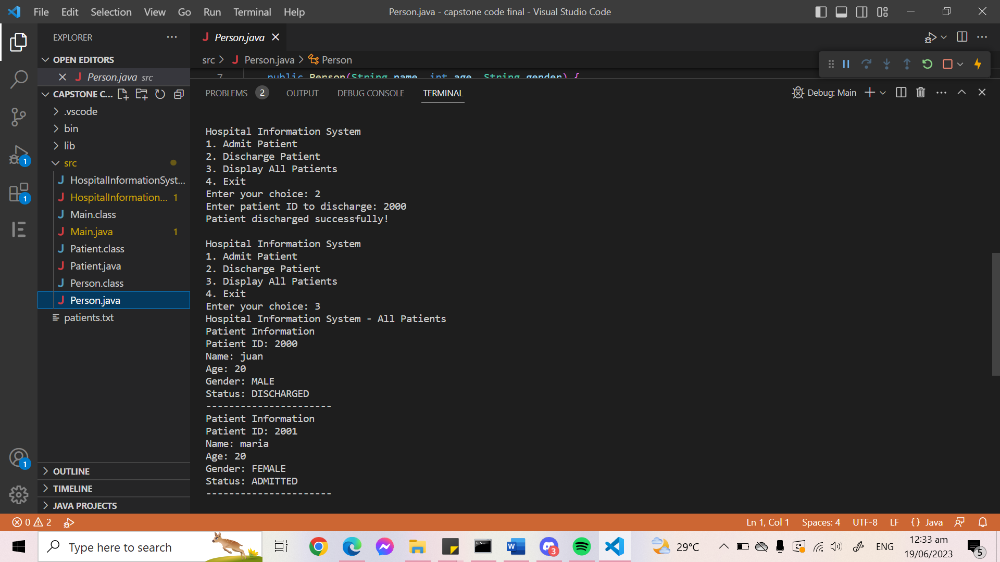 File Edit Selection View Go Run Terminal Help
Person.java - capstone code final - Visual Studio Code
EXPLORER
Person.java
OPEN EDITORS
src > Person.java > Person
Person.java src
7 public Person(String name, int age, String gender) {
CAPSTONE C...
PROBLEMS 2 OUTPUT DEBUG CONSOLE TERMINAL
Debug: Main
.vscode
bin
lib
src
HospitalInformationSyst...
HospitalInformation... 1
Main.class
Main.java 1
Patient.class
Patient.java
Person.class
Person.java
patients.txt
OUTLINE
TIMELINE
JAVA PROJECTS
1
1
1
Hospital Information System
1. Admit Patient
2. Discharge Patient
3. Display All Patients
4. Exit
Enter your choice: 2
Enter patient ID to discharge: 2000
Patient discharged successfully!
Hospital Information System
1. Admit Patient
2. Discharge Patient
3. Display All Patients
4. Exit
Enter your choice: 3
Hospital Information System - All Patients
Patient Information
Patient ID: 2000
Name: juan
Age: 20
Gender: MALE
Status: DISCHARGED
----------------------
Patient Information
Patient ID: 2001
Name: maria
Age: 20
Gender: FEMALE
Status: ADMITTED
----------------------
0 2
Ln 1, Col 1 Spaces: 4 UTF-8 LF {} Java
Type here to search
3
29°C
ENG
12:33 am
19/06/2023
5